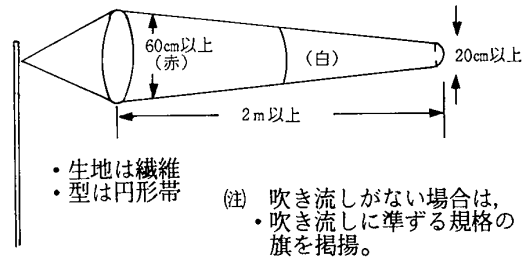 60cm以上
(赤)
(白)
20cm以上
2m以上
・生地は繊維
・型は円形帯
(注) 吹き流しがない場合は,
・吹き流しに準ずる規格の
旗を掲揚。